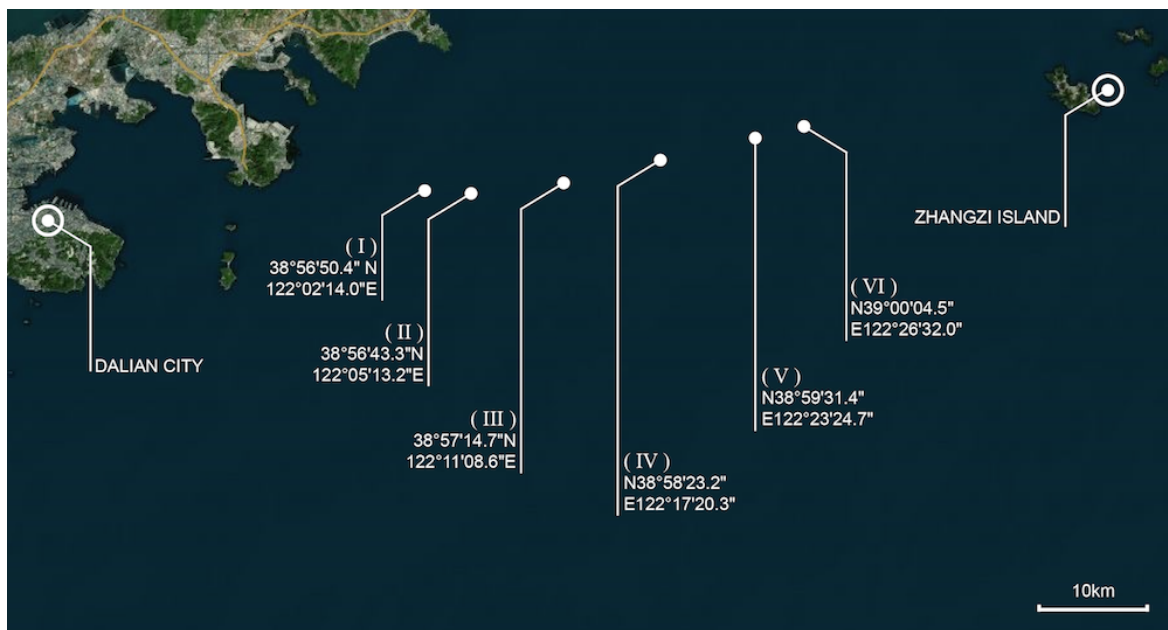 ZHANGZI ISLAND
( I )
38°56'50.4" N
122°02'14.0"E
( VI )
N39°00'04.5"
E122°26'32.0"
( II )
38°56'43.3"N
122°05'13.2"E
DALIAN CITY
( V )
N38°59'31.4"
E122°23'24.7"
( III )
38°57'14.7"N
122°11'08.6"E
( IV )
N38°58'23.2"
E122°17'20.3"
10km